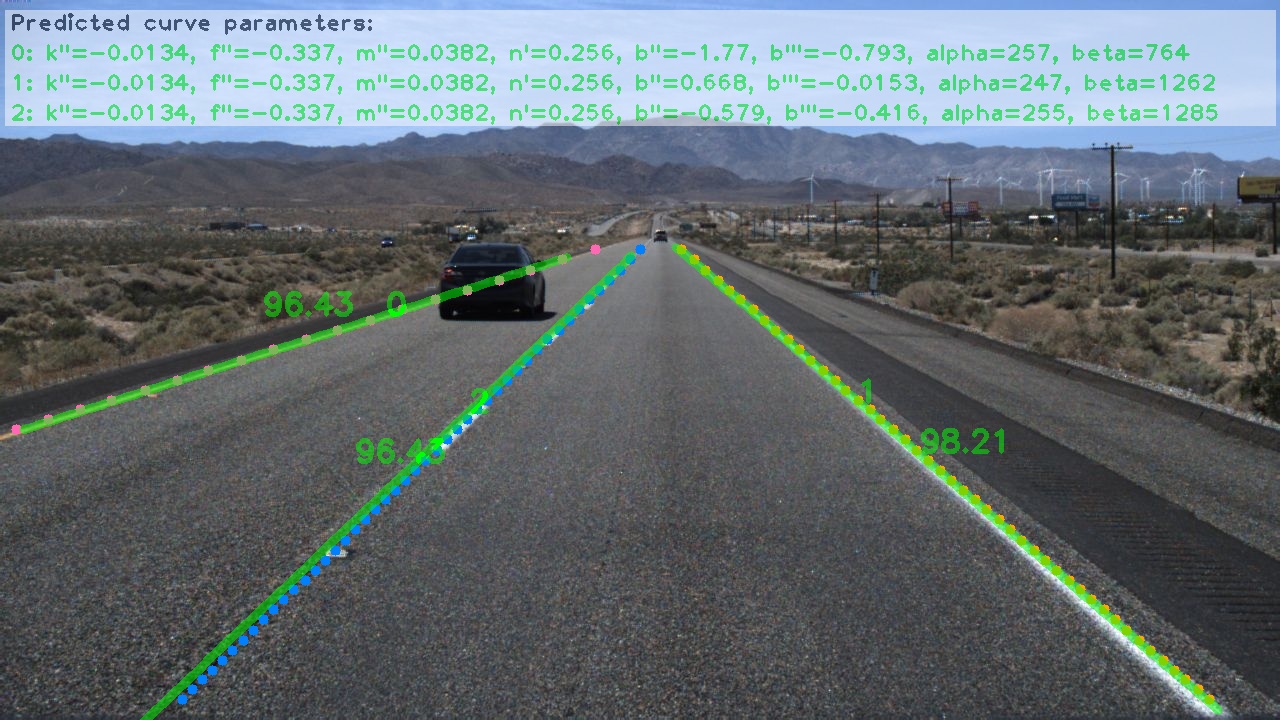 Predicted curve parameters:
0: k''=-0.0134, f''=-0.337, m''=0.0382, n'=0.256, b''=-1.77, b'''=-0.793, alpha=257, beta=764
1: k''=-0.0134, f''=-0.337, m''=0.0382, n'=0.256, b''=0.668, b'''=-0.0153, alpha=247, beta=1262
2: k''=-0.0134, f''=-0.337, m''=0.0382, n'=0.256, b''=-0.579, b'''=-0.416, alpha=255, beta=1285
96.43 0
2 1
98.21